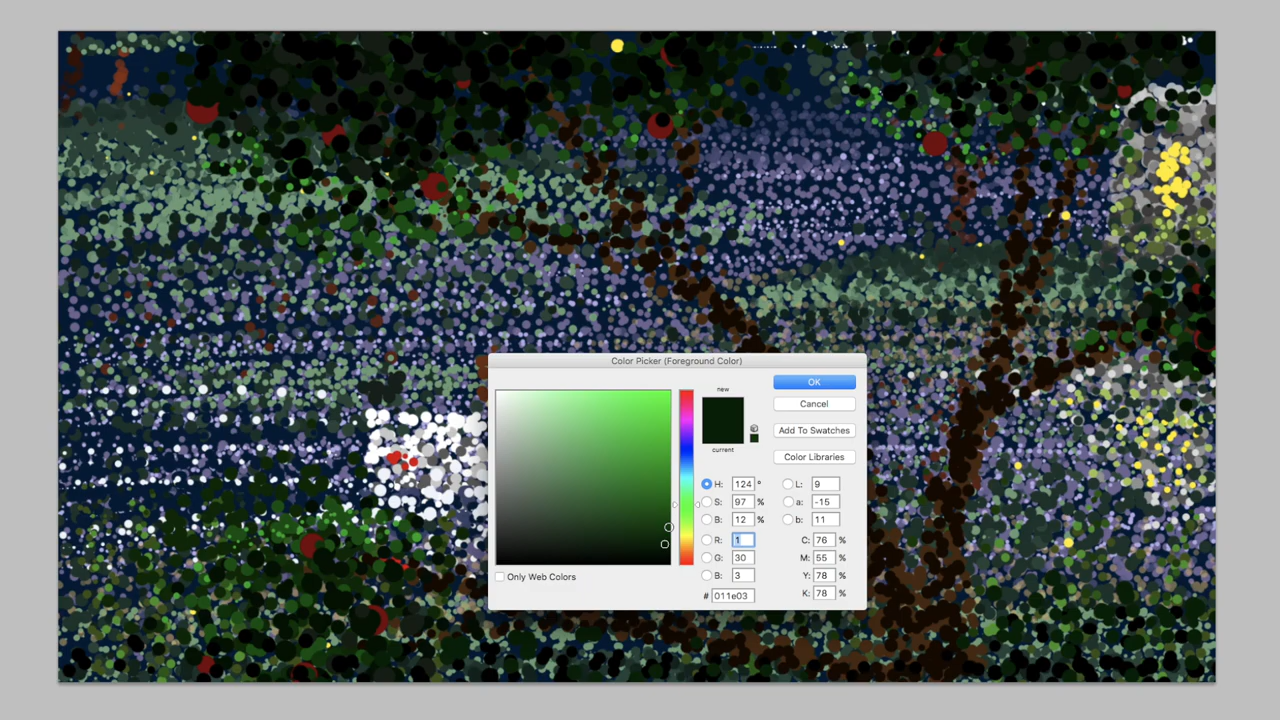 Color Picker (Foreground Color)
new
current
OK
Cancel
Add To Swatches
Color Libraries
H: 124 °
S: 97 %
B: 12 %
R: 1
G: 30
B: 3
# 011e03
L: 9
a: -15
b: 11
C: 76 %
M: 55 %
Y: 78 %
K: 78 %
Only Web Colors